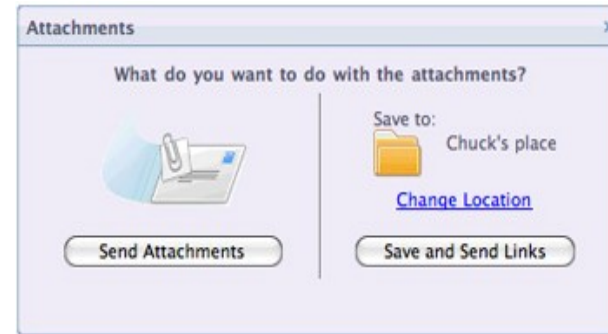 Attachments
What do you want to do with the attachments?
Save to:
Chuck's place
Change Location
Send Attachments
Save and Send Links